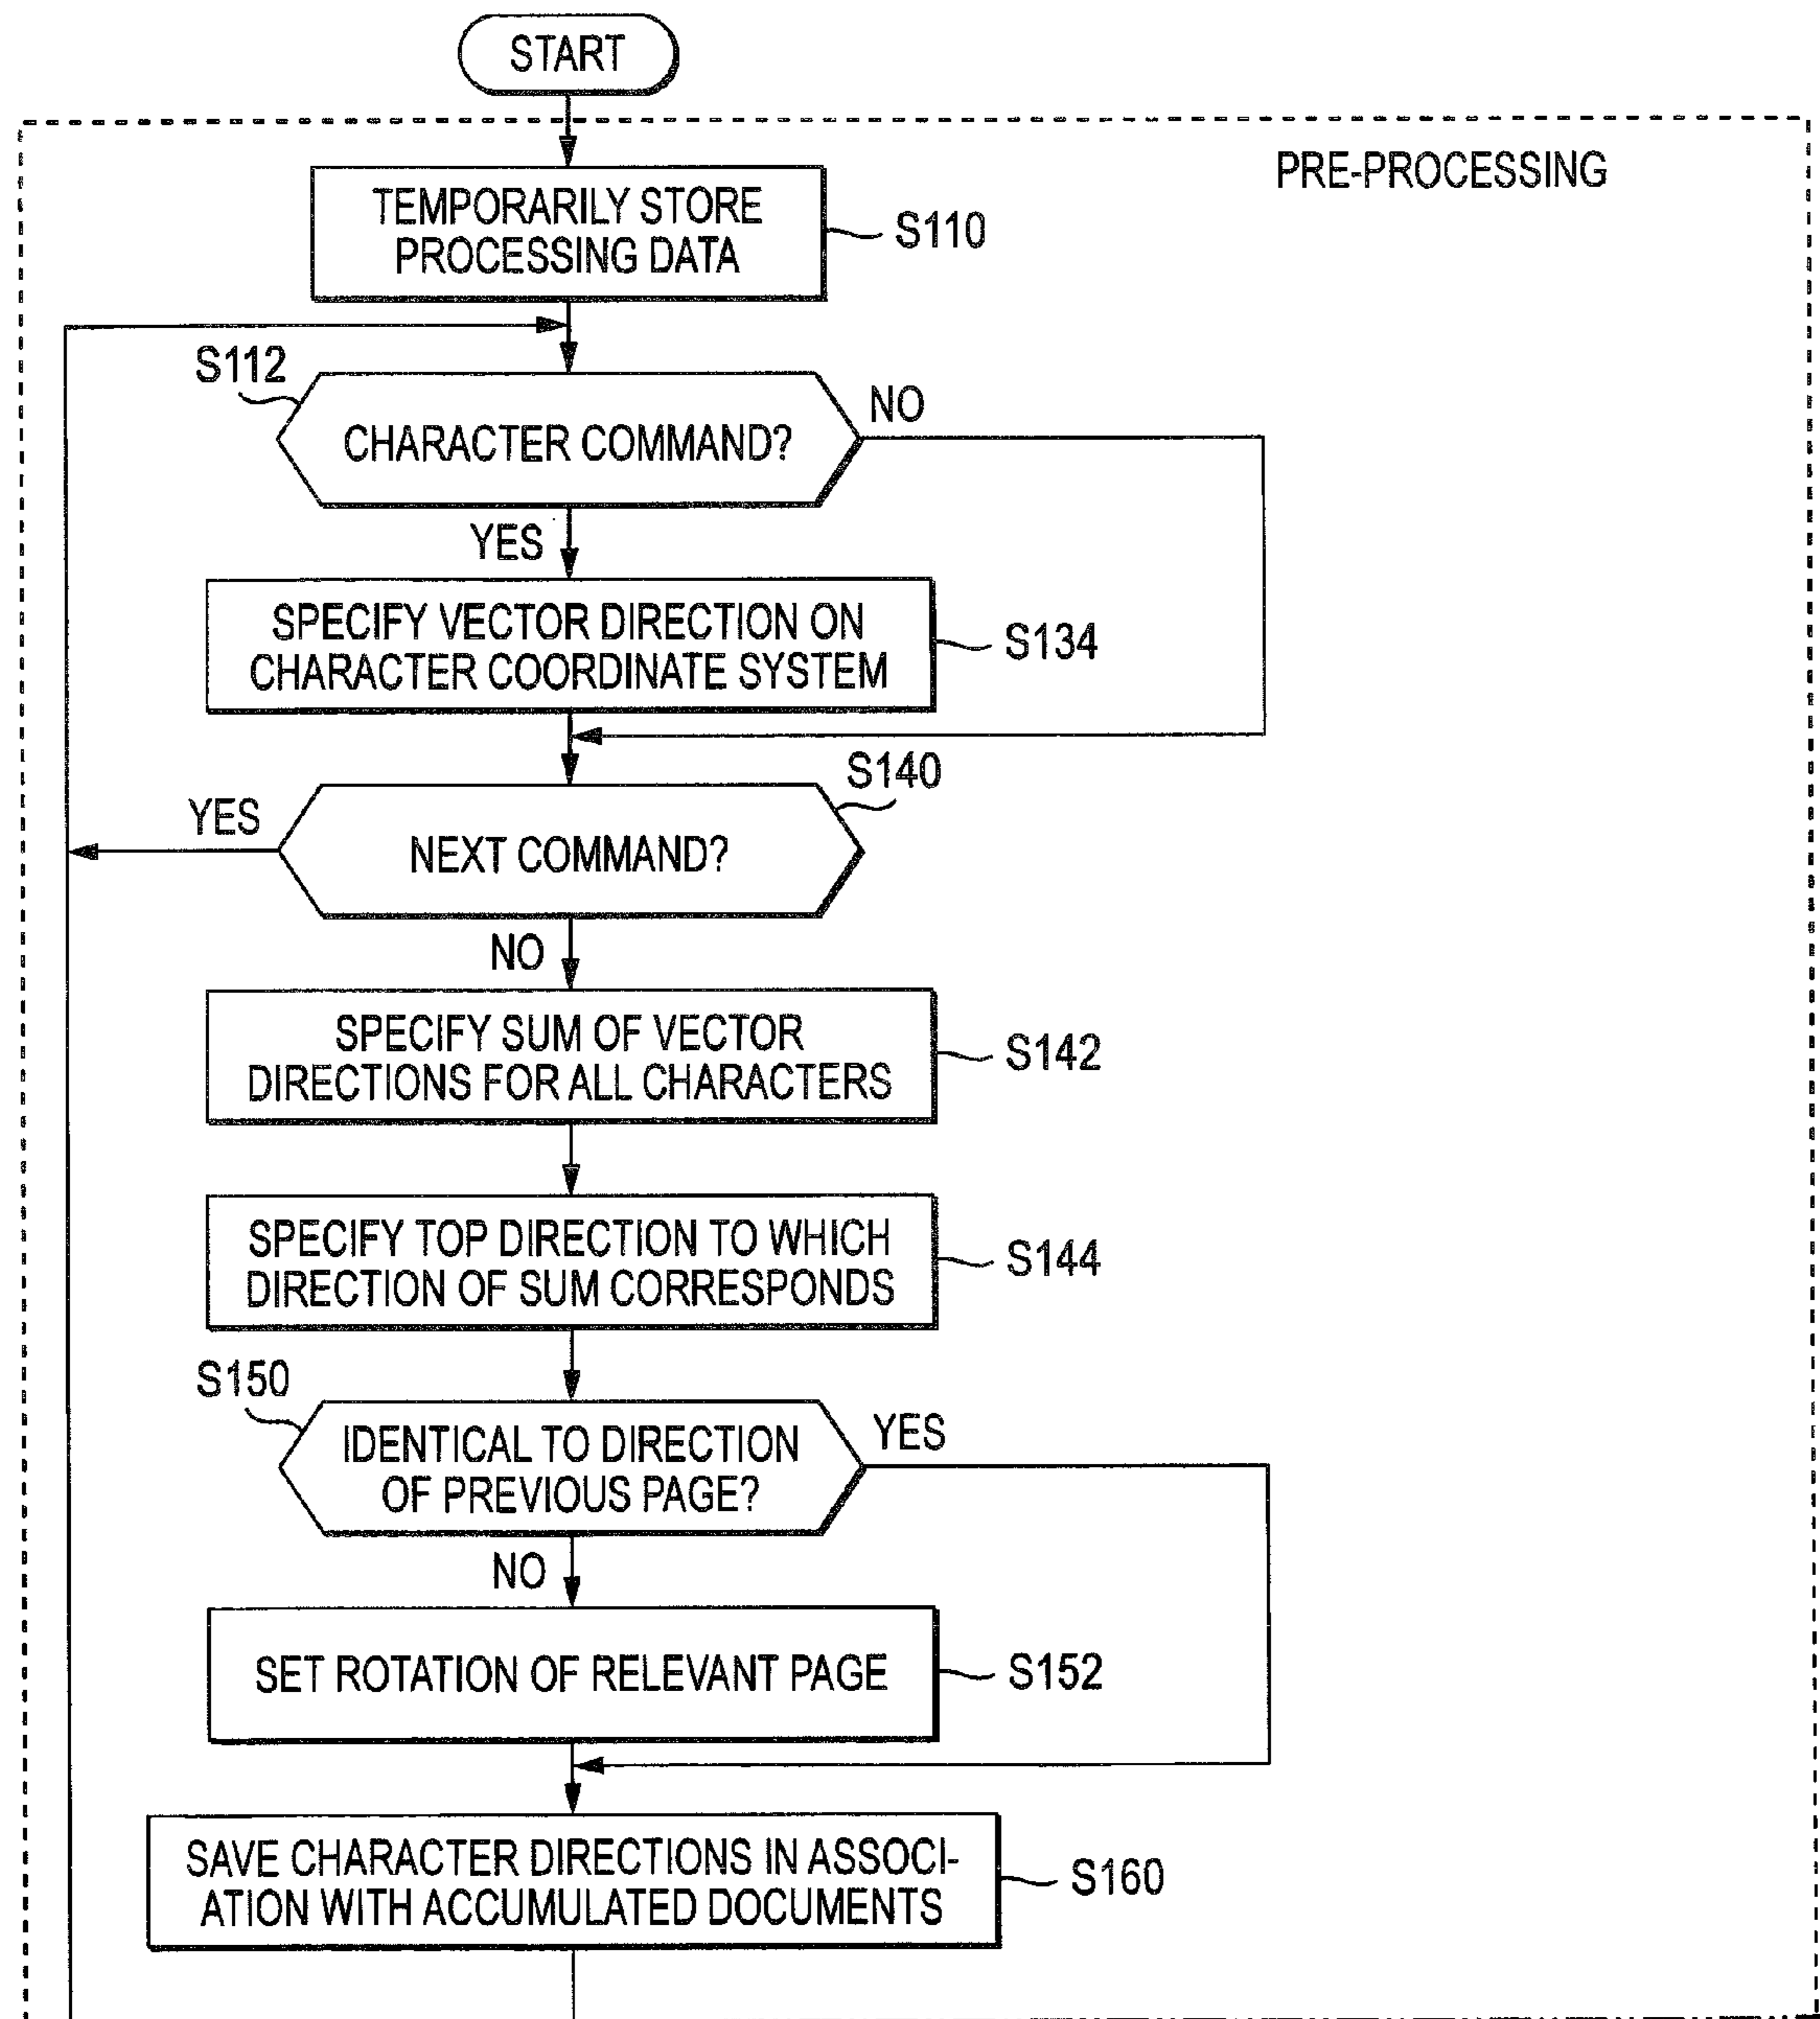 START
PRE-PROCESSING
TEMPORARILY STORE
PROCESSING DATA
S110
S112
CHARACTER COMMAND?
NO
YES
SPECIFY VECTOR DIRECTION ON
CHARACTER COORDINATE SYSTEM
S134
S140
YES
NEXT COMMAND?
NO
SPECIFY SUM OF VECTOR
DIRECTIONS FOR ALL CHARACTERS
S142
SPECIFY TOP DIRECTION TO WHICH
DIRECTION OF SUM CORRESPONDS
S144
S150
IDENTICAL TO DIRECTION
OF PREVIOUS PAGE?
YES
NO
SET ROTATION OF RELEVANT PAGE
S152
SAVE CHARACTER DIRECTIONS IN ASSOCI-
ATION WITH ACCUMULATED DOCUMENTS
S160